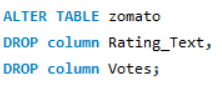 ALTER TABLE zomato
DROP column Rating_Text,
DROP column Votes;